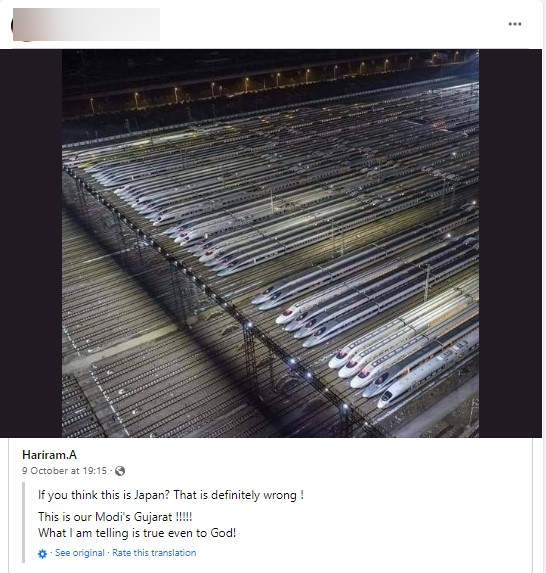 Hariram.A
9 October at 19:15 ·
If you think this is Japan? That is definitely wrong !
This is our Modi's Gujarat !!!!!
What I am telling is true even to God!
· See original · Rate this translation